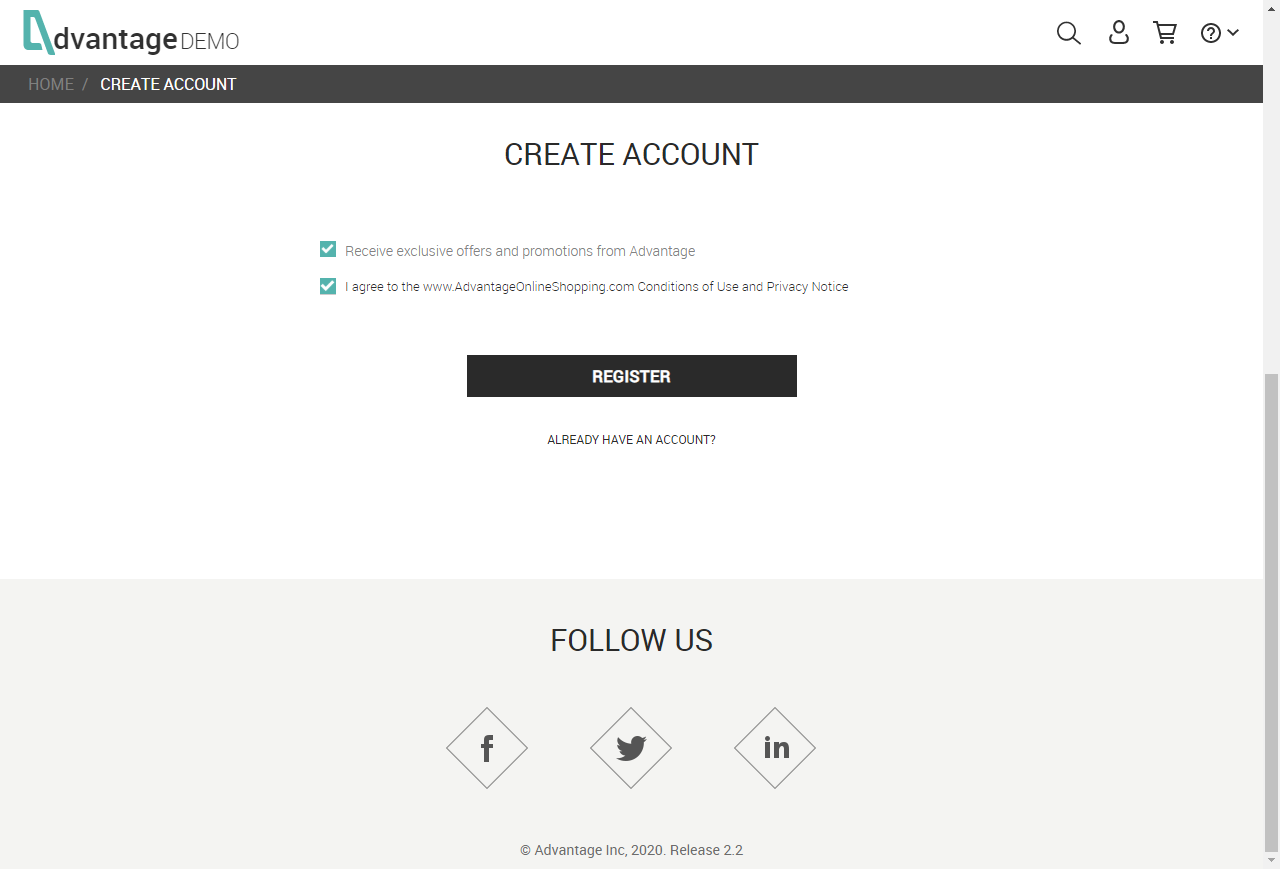 dvantage DEMO
HOME / CREATE ACCOUNT
CREATE ACCOUNT
Receive exclusive offers and promotions from Advantage
I agree to the www.AdvantageOnlineShopping.com Conditions of Use and Privacy Notice
REGISTER
ALREADY HAVE AN ACCOUNT?
FOLLOW US
f
in
© Advantage Inc, 2020. Release 2.2